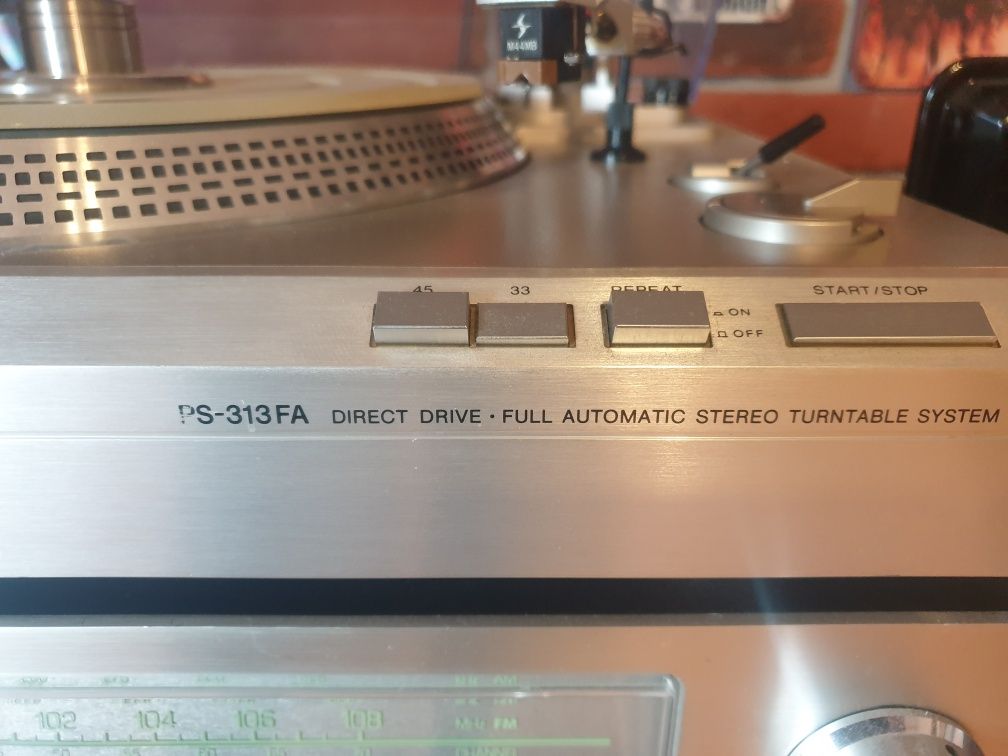 M44MB
45 33 REPEAT START/STOP
ON
OFF
PS-313FA DIRECT DRIVE · FULL AUTOMATIC STEREO TURNTABLE SYSTEM
102 104 106 108 MHz FM